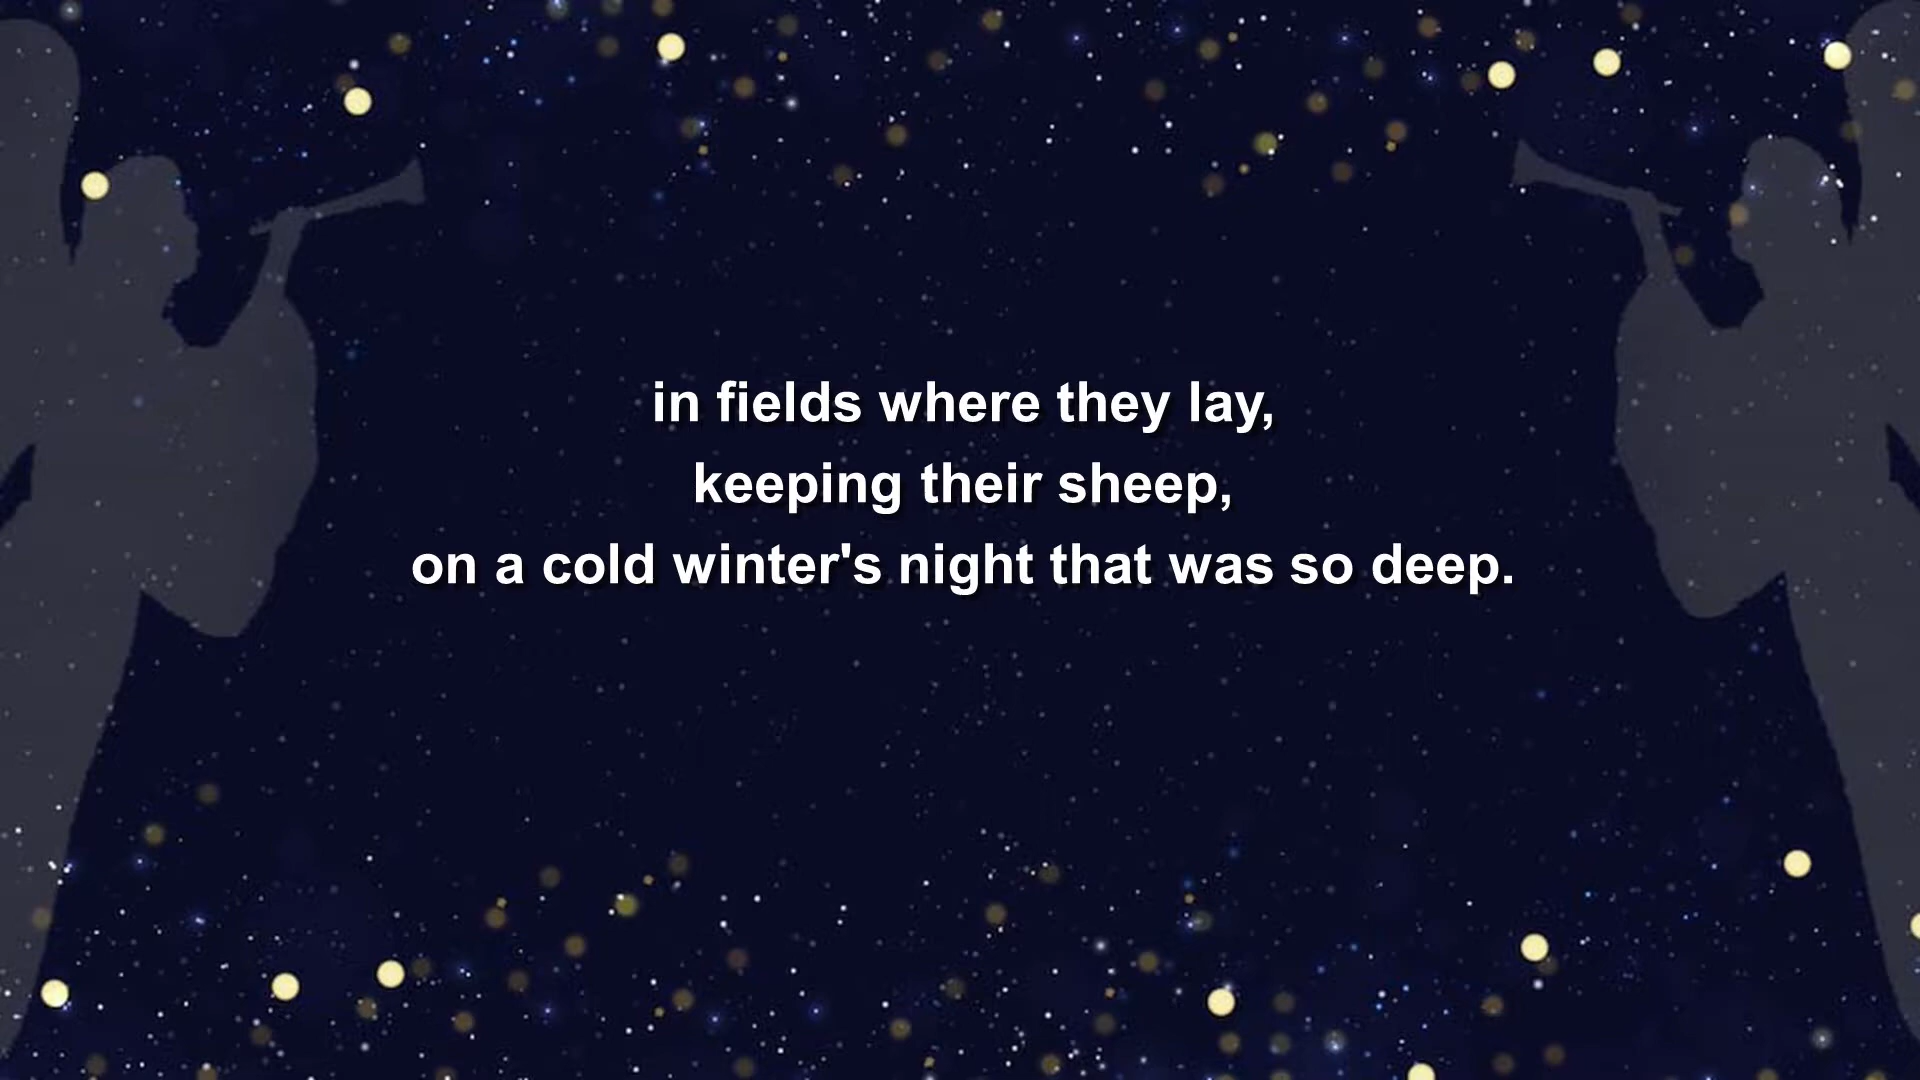 in fields where they lay,
keeping their sheep,
on a cold winter's night that was so deep.